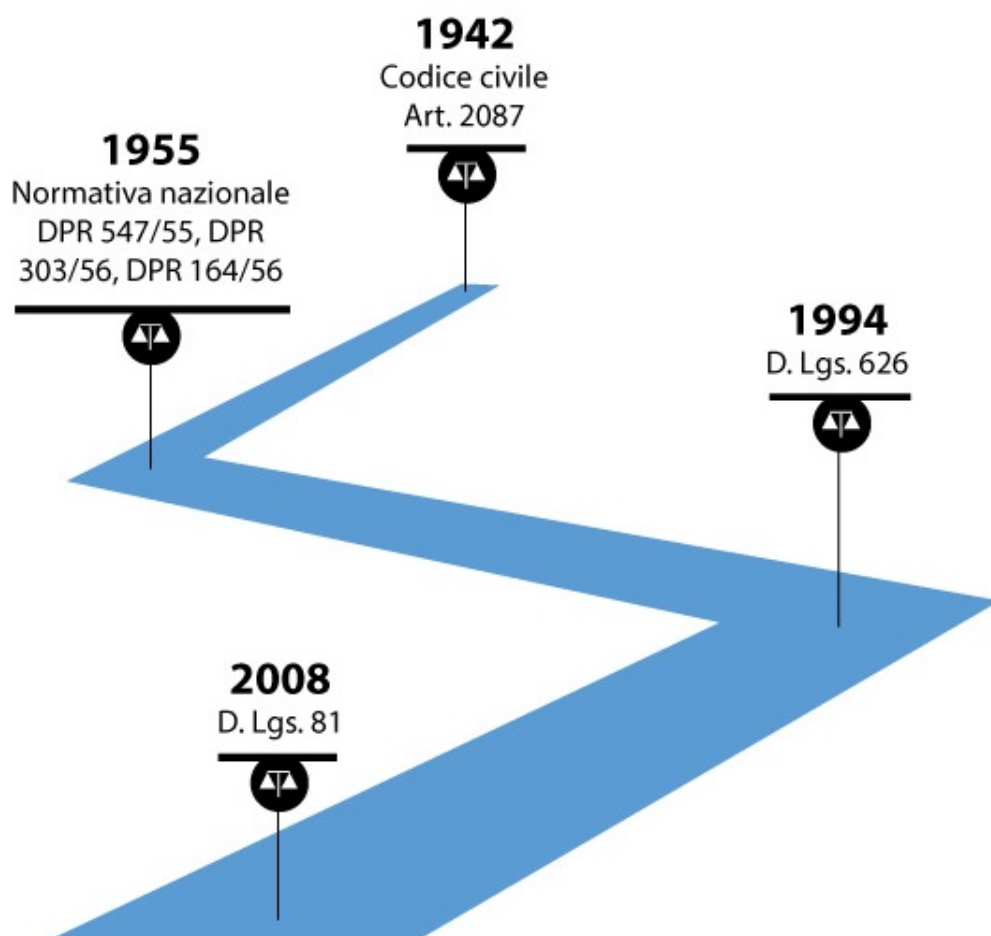 1942
Codice civile
Art. 2087
1955
Normativa nazionale
DPR 547/55, DPR
303/56, DPR 164/56
1994
D. Lgs. 626
2008
D. Lgs. 81